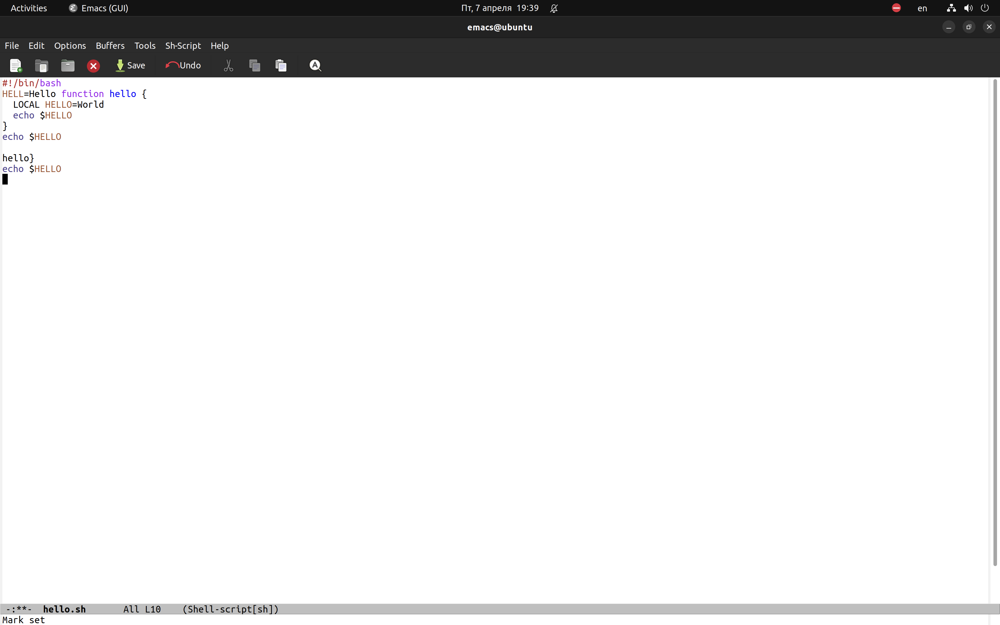 Activities Emacs (GUI) Пт, 7 апреля 19:39 en
emacs@ubuntu
File Edit Options Buffers Tools Sh-Script Help
Save Undo
#!/bin/bash
HELL=Hello function hello {
  LOCAL HELLO=World
  echo $HELLO
}
echo $HELLO
hello}
echo $HELLO
-:**- hello.sh All L10 (Shell-script[sh])
Mark set